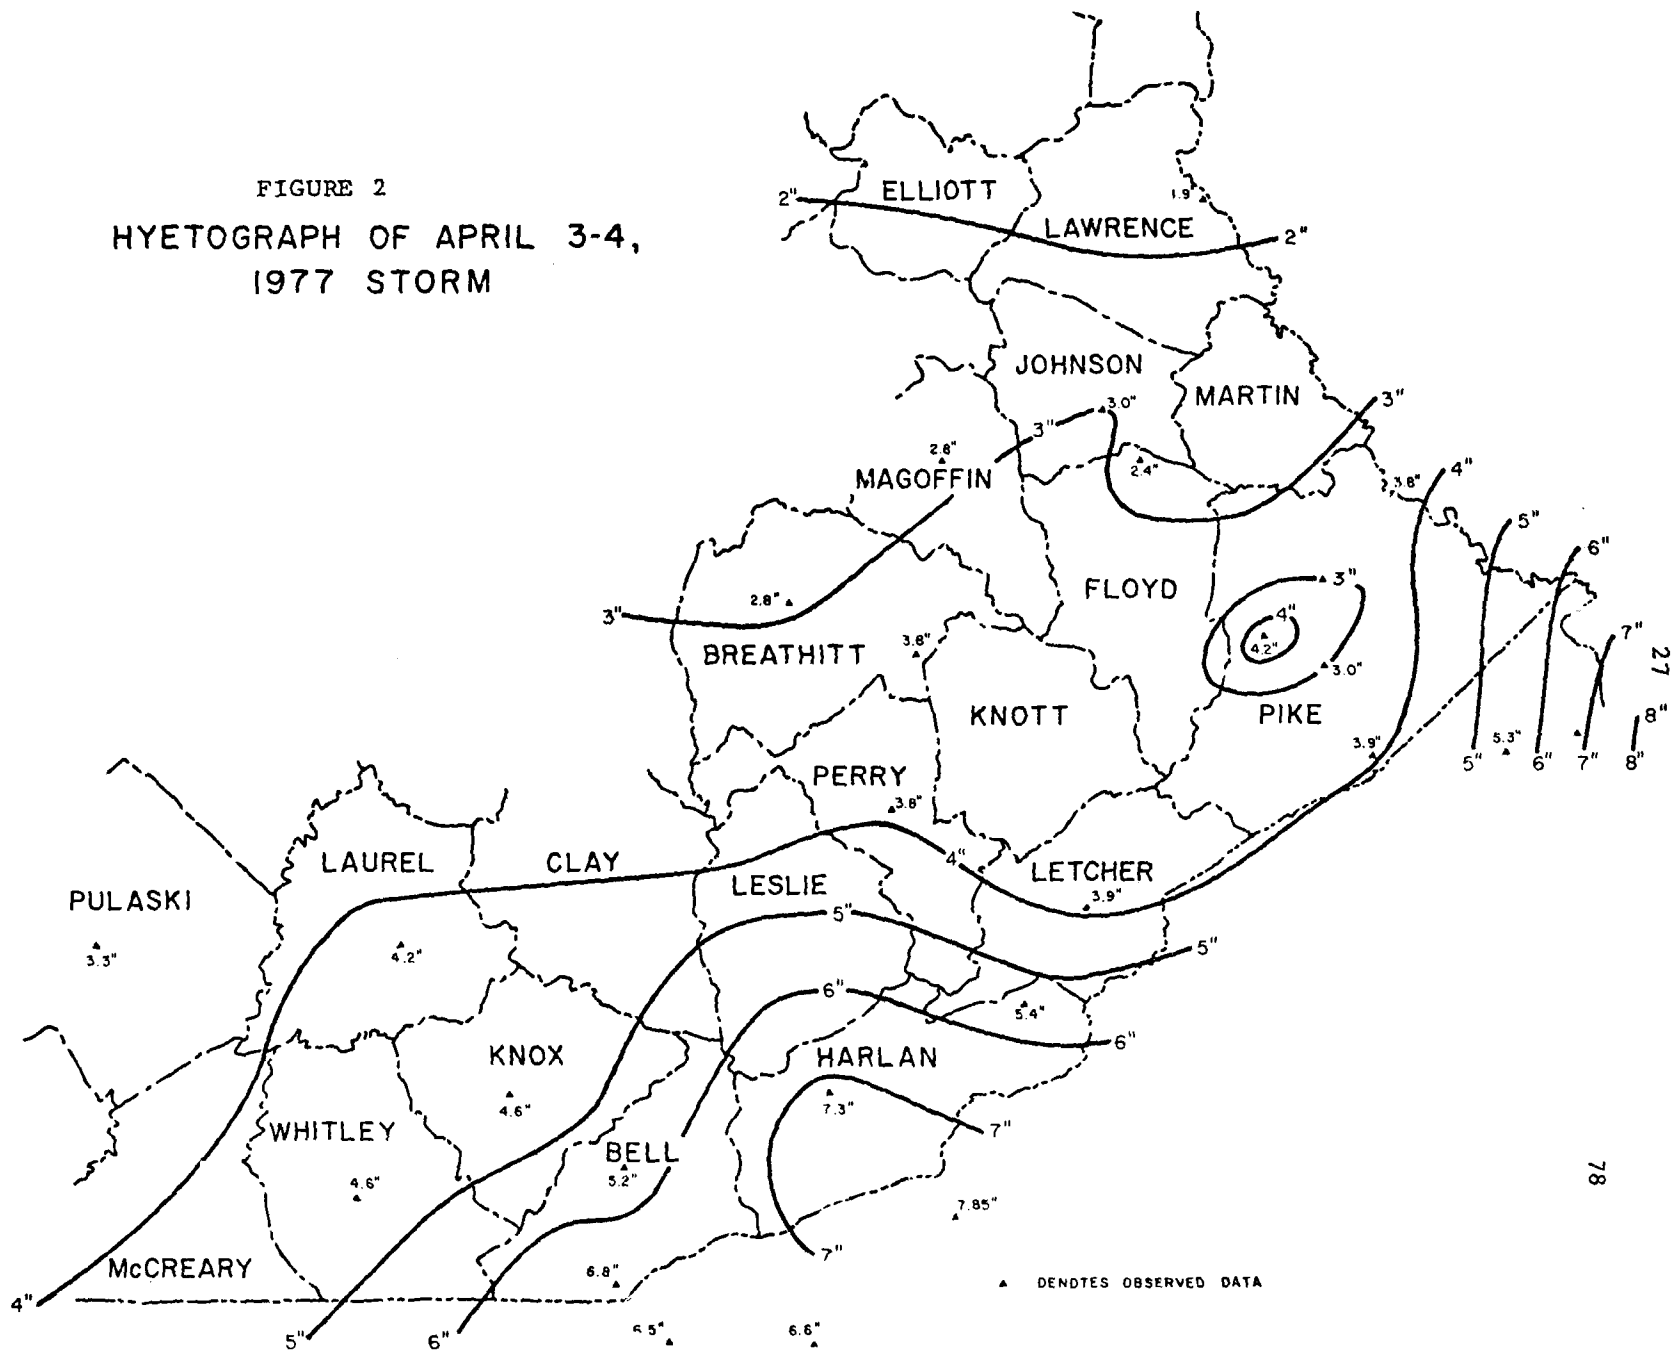 FIGURE 2
HYETOGRAPH OF APRIL 3-4,
1977 STORM
ELLIOTT
1.9"
2"
LAWRENCE
2"
JOHNSON
MARTIN
3.0"
3"
3"
2.8"
2.4"
MAGOFFIN
3.8"
4"
5"
6"
FLOYD
3"
2.8"
3"
4"
4.2"
7"
3.8"
BREATHITT
3.0"
27
KNOTT
PIKE
8"
3.9"
5.3"
5"
6"
7"
8"
PERRY
3.8"
LAUREL
CLAY
4"
LETCHER
LESLIE
PULASKI
3.9"
5"
3.3"
4.2"
5"
6"
5.4"
6"
KNOX
HARLAN
4.6"
7.3"
WHITLEY
7"
BELL
5.2"
4.6"
78
7.85"
7"
McCREARY
6.8"
DENOTES OBSERVED DATA
4"
5"
6"
6.5"
6.6"